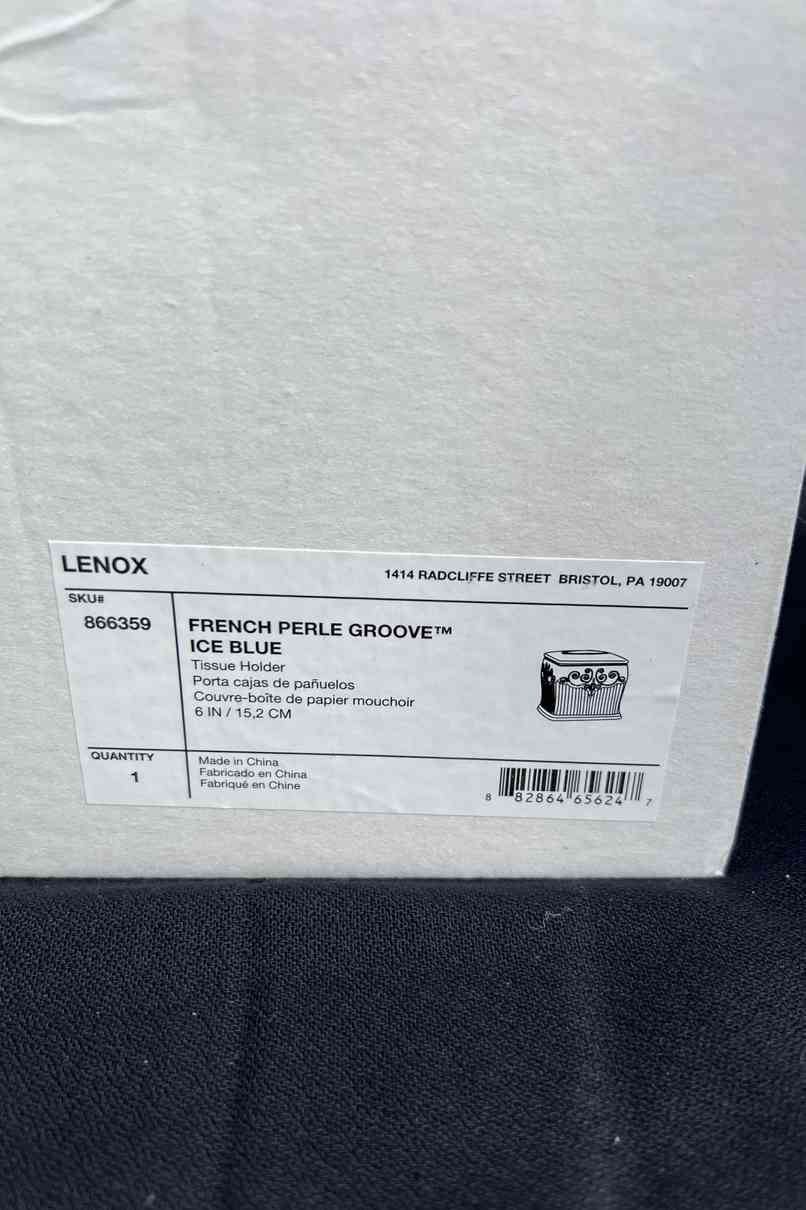 LENOX
1414 RADCLIFFE STREET BRISTOL, PA 19007
SKU#
866359
FRENCH PERLE GROOVE™
ICE BLUE
Tissue Holder
Porta cajas de pañuelos
Couvre-boîte de papier mouchoir
6 IN / 15,2 CM
QUANTITY
1
Made in China
Fabricado en China
Fabriqué en Chine
8 82864 65624 7